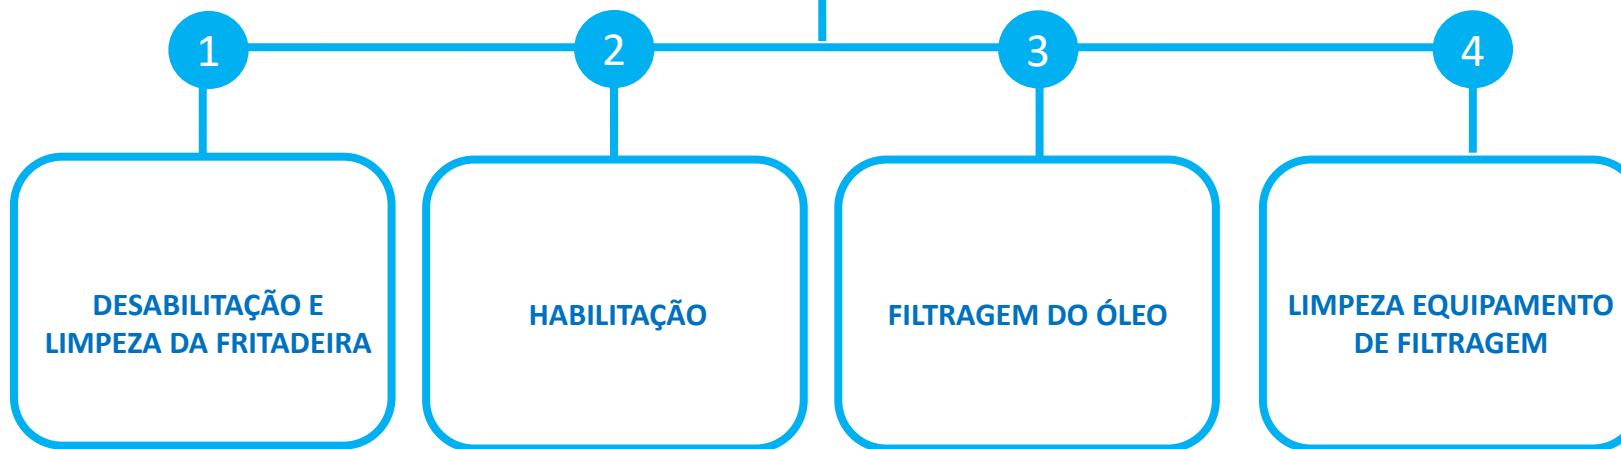 1
2
3
4
DESABILITAÇÃO E
LIMPEZA DA FRITADEIRA
HABILITAÇÃO
FILTRAGEM DO ÓLEO
LIMPEZA EQUIPAMENTO
DE FILTRAGEM